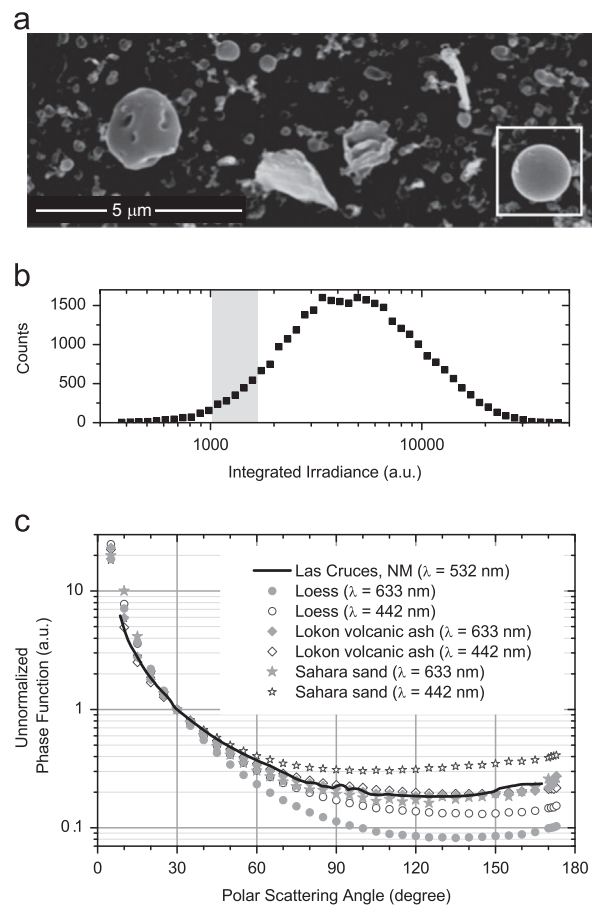 a
5 μm
b
1500
1000
500
0
Counts
1000
10000
Integrated Irradiance (a.u.)
c
10
1
0.1
Unnormalized
Phase Function (a.u.)
Las Cruces, NM (λ = 532 nm)
Loess (λ = 633 nm)
Loess (λ = 442 nm)
Lokon volcanic ash (λ = 633 nm)
Lokon volcanic ash (λ = 442 nm)
Sahara sand (λ = 633 nm)
Sahara sand (λ = 442 nm)
0
30
60
90
120
150
180
Polar Scattering Angle (degree)